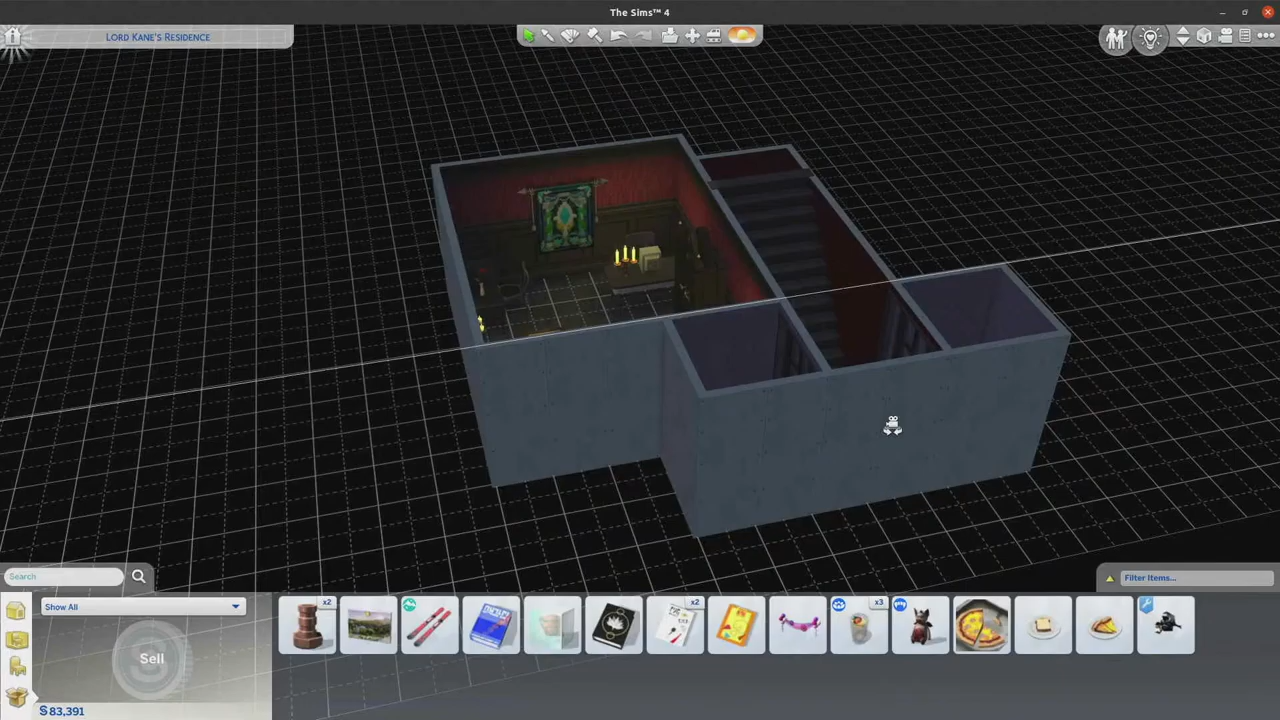 The Sims™ 4
LORD KANE'S RESIDENCE
Search
Filter Items...
Show All
x2
x2
x3
Sell
§83,391